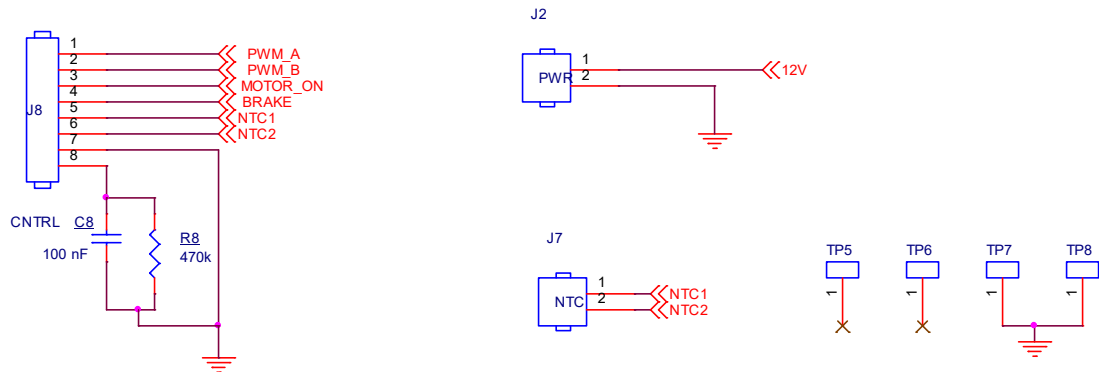 J8
1
2
3
4
5
6
7
8
PWM_A
PWM_B
MOTOR_ON
BRAKE
NTC1
NTC2
CNTRL
C8
100 nF
R8
470k
J2
PWR
1
2
12V
J7
NTC
1
2
NTC1
NTC2
TP5
1
TP6
1
TP7
1
TP8
1